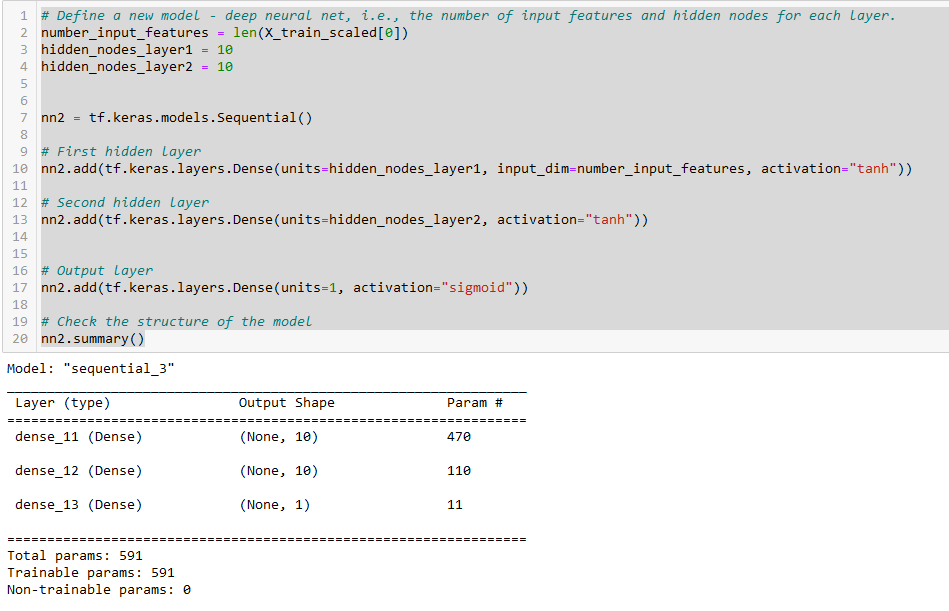 1 # Define a new model - deep neural net, i.e., the number of input features and hidden nodes for each layer.
2 number_input_features = len(X_train_scaled[0])
3 hidden_nodes_layer1 = 10
4 hidden_nodes_layer2 = 10
5
6
7 nn2 = tf.keras.models.Sequential()
8
9 # First hidden layer
10 nn2.add(tf.keras.layers.Dense(units=hidden_nodes_layer1, input_dim=number_input_features, activation="tanh"))
11
12 # Second hidden layer
13 nn2.add(tf.keras.layers.Dense(units=hidden_nodes_layer2, activation="tanh"))
14
15
16 # Output layer
17 nn2.add(tf.keras.layers.Dense(units=1, activation="sigmoid"))
18
19 # Check the structure of the model
20 nn2.summary()
Model: "sequential_3"
_________________________________________________________________
Layer (type) Output Shape Param #
=================================================================
dense_11 (Dense) (None, 10) 470
dense_12 (Dense) (None, 10) 110
dense_13 (Dense) (None, 1) 11
=================================================================
Total params: 591
Trainable params: 591
Non-trainable params: 0